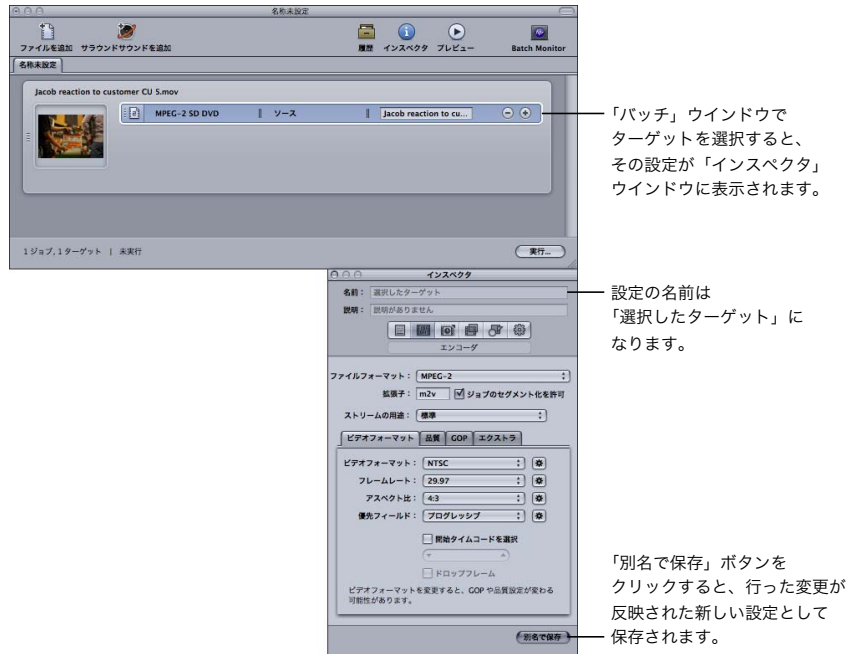 名称未設定
ファイルを追加 サラウンドサウンドを追加 履歴 インスペクタ プレビュー Batch Monitor
名称未設定
Jacob reaction to customer CU 5.mov
MPEG-2 SD DVD ソース Jacob reaction to cu...
1 ジョブ, 1 ターゲット | 未実行
実行...
「バッチ」ウインドウで
ターゲットを選択すると、
その設定が「インスペクタ」
ウインドウに表示されます。
インスペクタ
名前： 選択したターゲット
説明： 説明がありません
エンコーダ
設定の名前は
「選択したターゲット」に
なります。
ファイルフォーマット： MPEG-2
拡張子： m2v ジョブのセグメント化を許可
ストリームの用途： 標準
ビデオフォーマット 品質 GOP エクストラ
ビデオフォーマット： NTSC
フレームレート： 29.97
アスペクト比： 4:3
優先フィールド： プログレッシブ
開始タイムコードを選択
ドロップフレーム
ビデオフォーマットを変更すると、GOP や品質設定が変わる
可能性があります。
別名で保存
「別名で保存」ボタンを
クリックすると、行った変更が
反映された新しい設定として
保存されます。